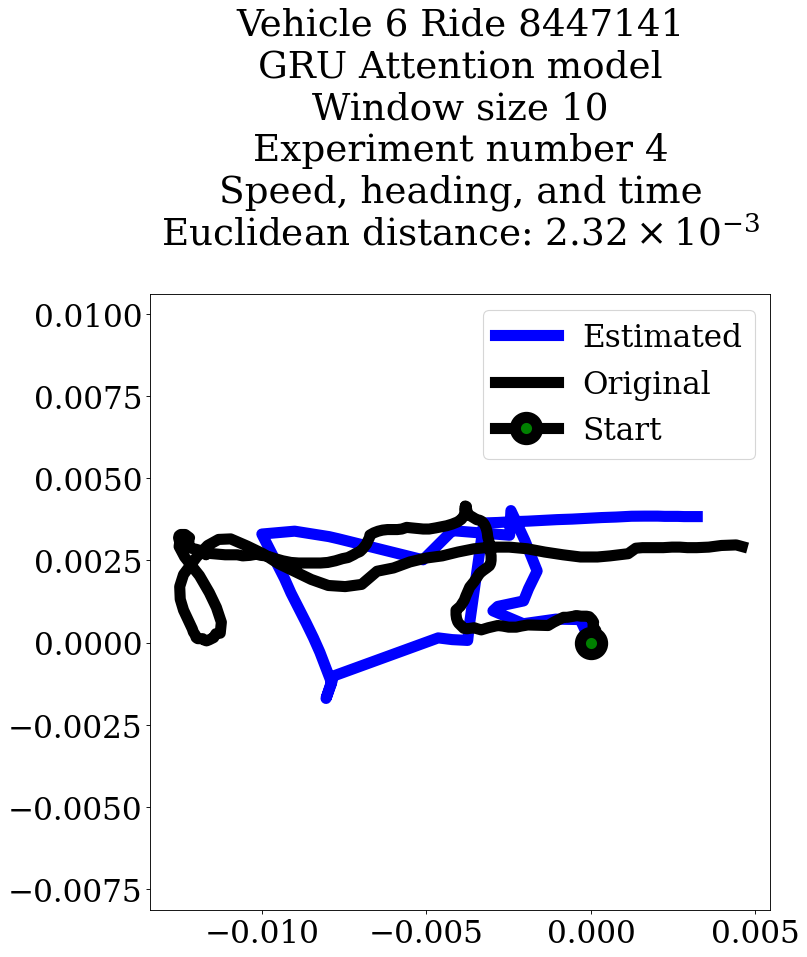 Vehicle 6 Ride 8447141
GRU Attention model
Window size 10
Experiment number 4
Speed, heading, and time
Euclidean distance: 2.32 × 10⁻³
0.0100
0.0075
0.0050
0.0025
0.0000
−0.0025
−0.0050
−0.0075
Estimated
Original
Start
−0.010
−0.005
0.000
0.005